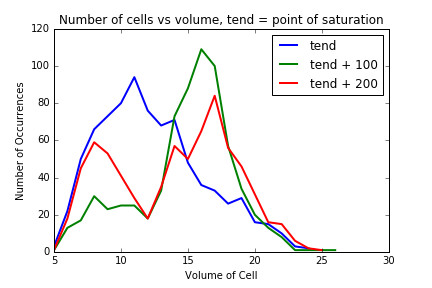 Number of cells vs volume, tend = point of saturation
120
100
80
60
40
20
0
Number of Occurrences
tend
tend + 100
tend + 200
5 10 15 20 25 30
Volume of Cell